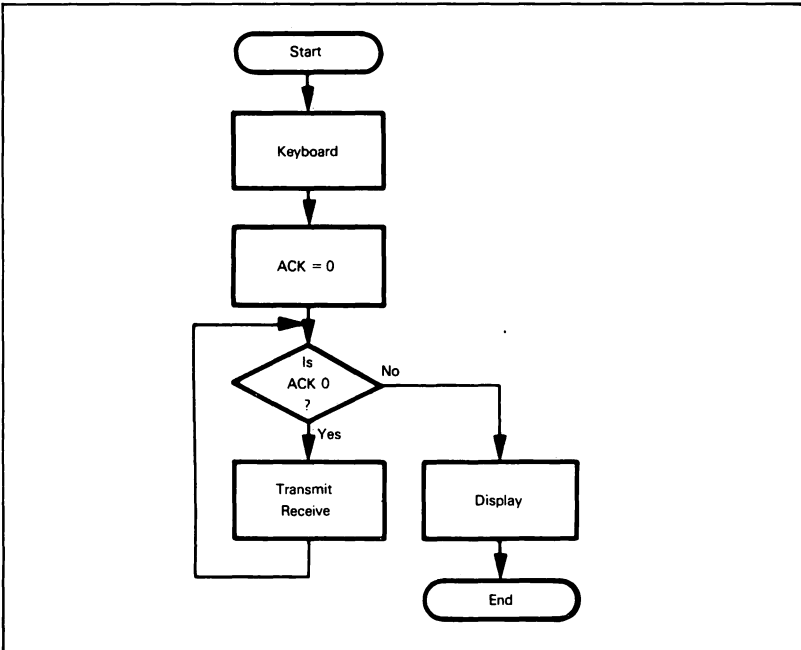 Start
Keyboard
ACK = 0
Is
ACK 0
?
No
Yes
Transmit
Receive
Display
End